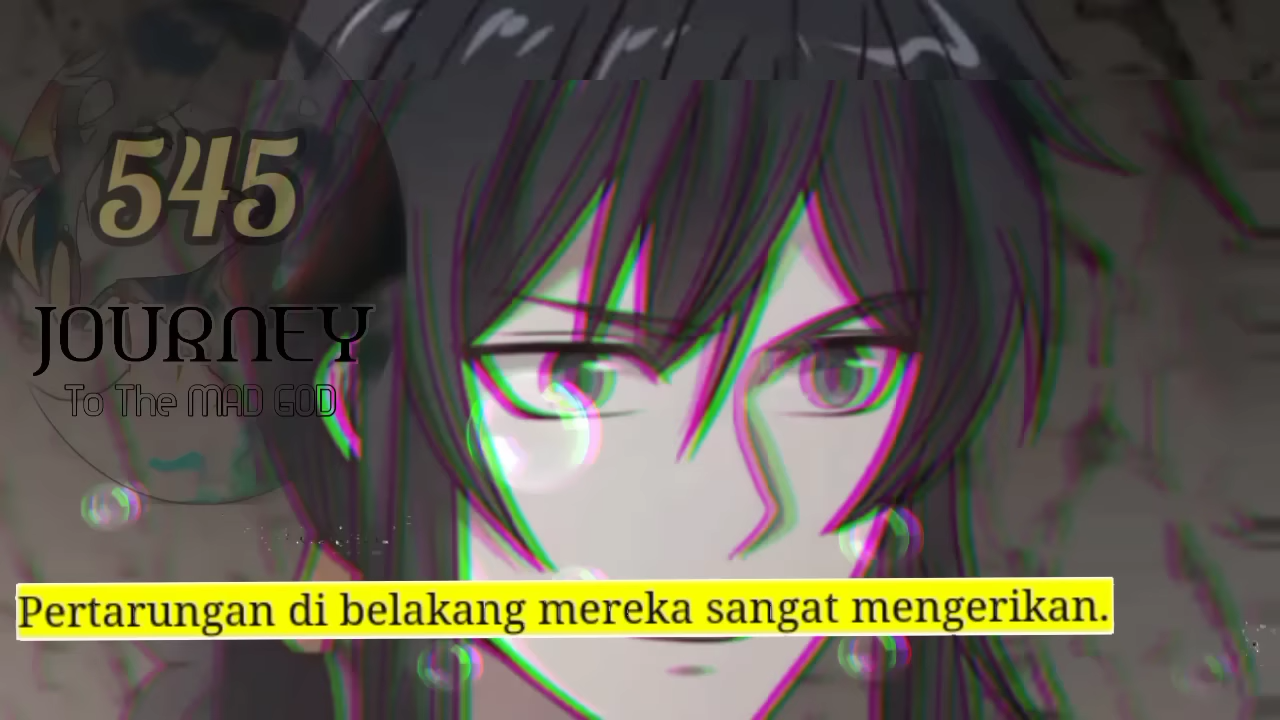 545
JOURNEY
To The MAD GOD
Pertarungan di belakang mereka sangat mengerikan.